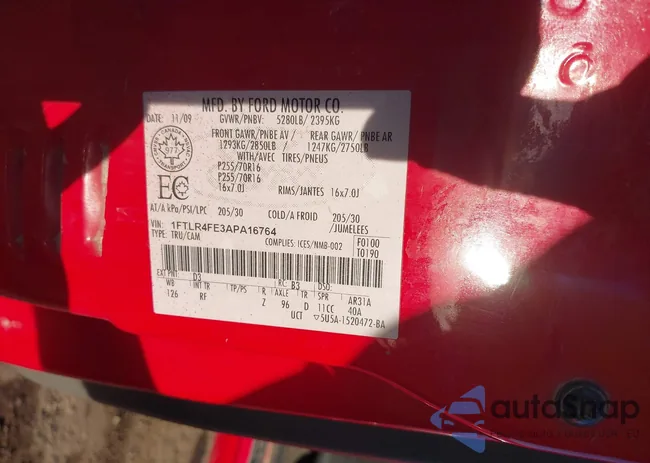 MFD. BY FORD MOTOR CO.
DATE: 11/09 GVWR/PNBV: 5280LB/ 2395KG
FRONT GAWR/PNBE AV/ REAR GAWR/ PNBE AR
1293KG/2850LB 1247KG/2750LB
WITH/AVEC TIRES/PNEUS
P255/70R16
P255/70R16
16x7.0J RIMS/JANTES 16x7.0J
977
EC
AT/A kPa/PSI/LPC 205/30 COLD/A FROID 205/30
/JUMELEES
VIN: 1FTLR4FE3APA16764
TYPE: TRU/CAM COMPLIES: ICES/NMB-002 F0100
T0190
EXT PNT: D3 RC: B3 DSO:
WB INT TR TP/PS R AXLE TR SPR AR31A
126 RF Z 96 D 11CC 40A
UCT ▽5U5A-1520472-BA
autoshap